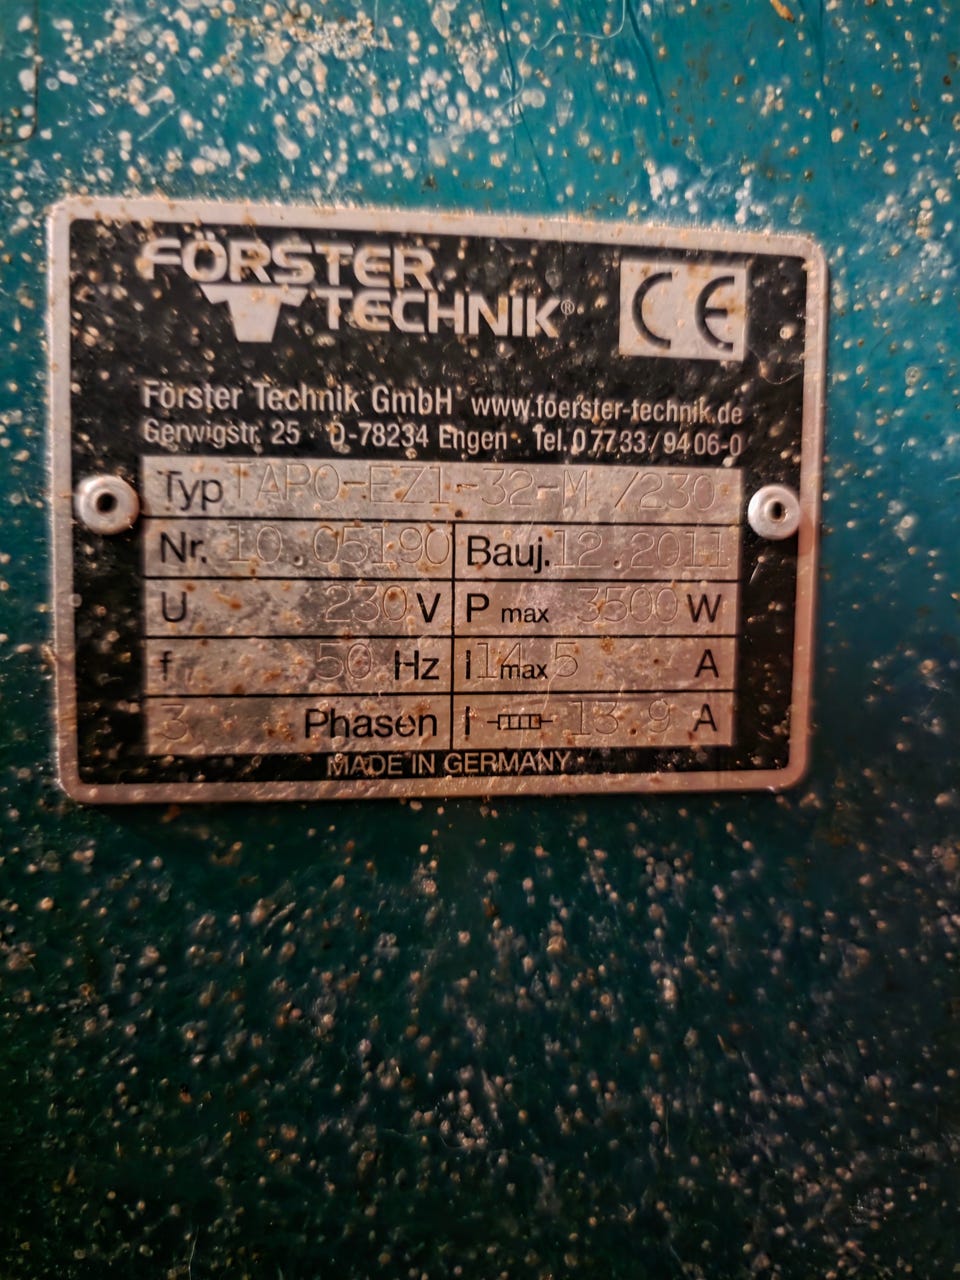 FÖRSTER
TECHNIK®
CE
Förster Technik GmbH www.foerster-technik.de
Gerwigstr. 25 · D-78234 Engen · Tel. 07733/9406-0
Typ TAPO-EZ1-32-M /230
Nr. 10.05190 Bauj. 12.2011
U 230 V P max 3500 W
f 50 Hz I max 14.5 A
3 Phasen I 13.9 A
MADE IN GERMANY